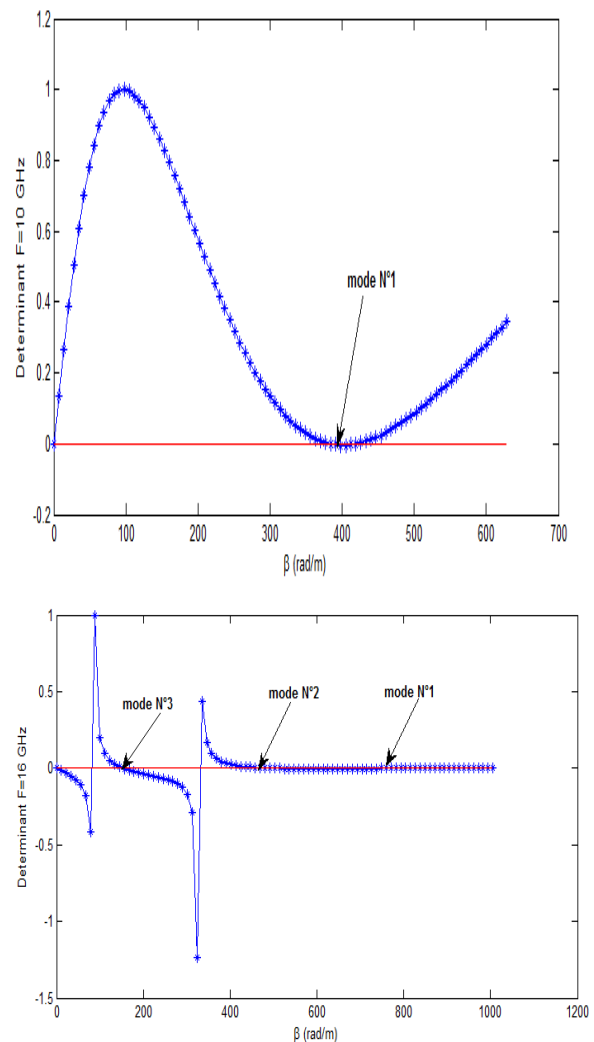 1.2
1
0.8
0.6
0.4
0.2
0
-0.2
Determinant F=10 GHz
mode N°1
0 100 200 300 400 500 600 700
β (rad/m)
1
0.5
0
-0.5
-1
-1.5
Determinant F=16 GHz
mode N°3
mode N°2
mode N°1
0 200 400 600 800 1000 1200
β (rad/m)